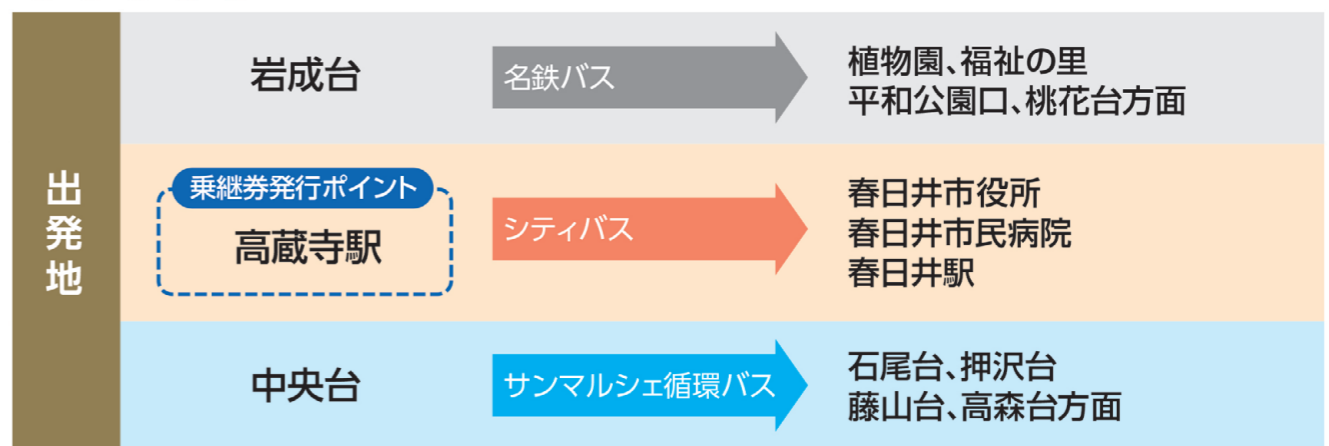 出発地
岩成台
名鉄バス
植物園、福祉の里
平和公園口、桃花台方面
乗継券発行ポイント
高蔵寺駅
シティバス
春日井市役所
春日井市民病院
春日井駅
中央台
サンマルシェ循環バス
石尾台、押沢台
藤山台、高森台方面